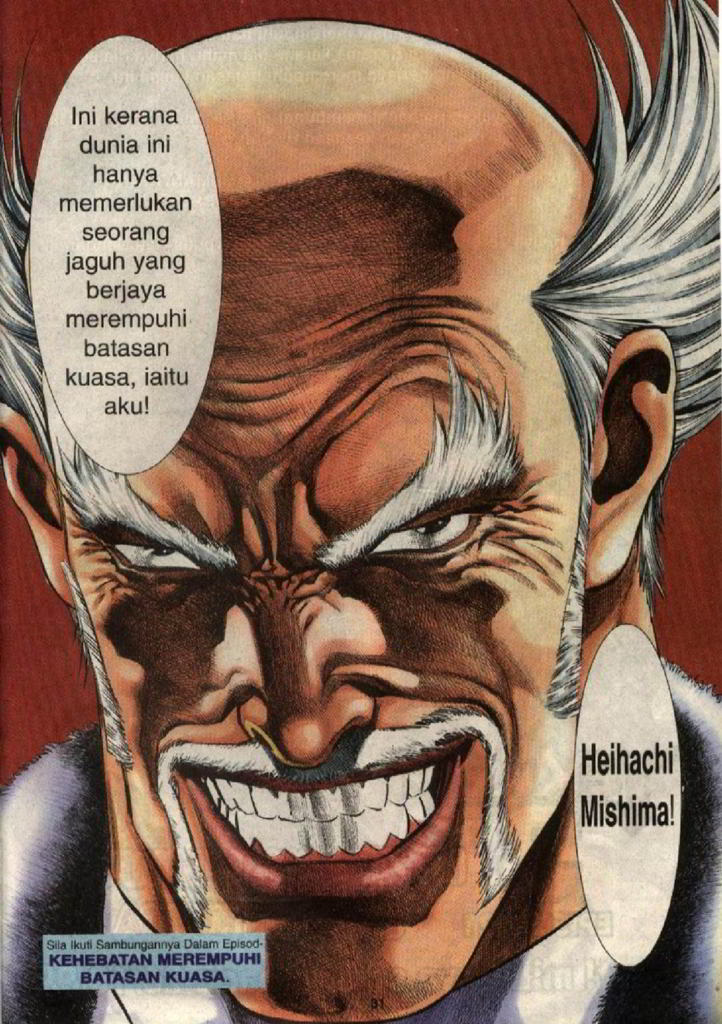 Ini kerana
dunia ini
hanya
memerlukan
seorang
jaguh yang
berjaya
merempuhi
batasan
kuasa, iaitu
aku!
Heihachi
Mishima!
Sila Ikuti Sambungannya Dalam Episod-
KEHEBATAN MEREMPUHI
BATASAN KUASA.
31